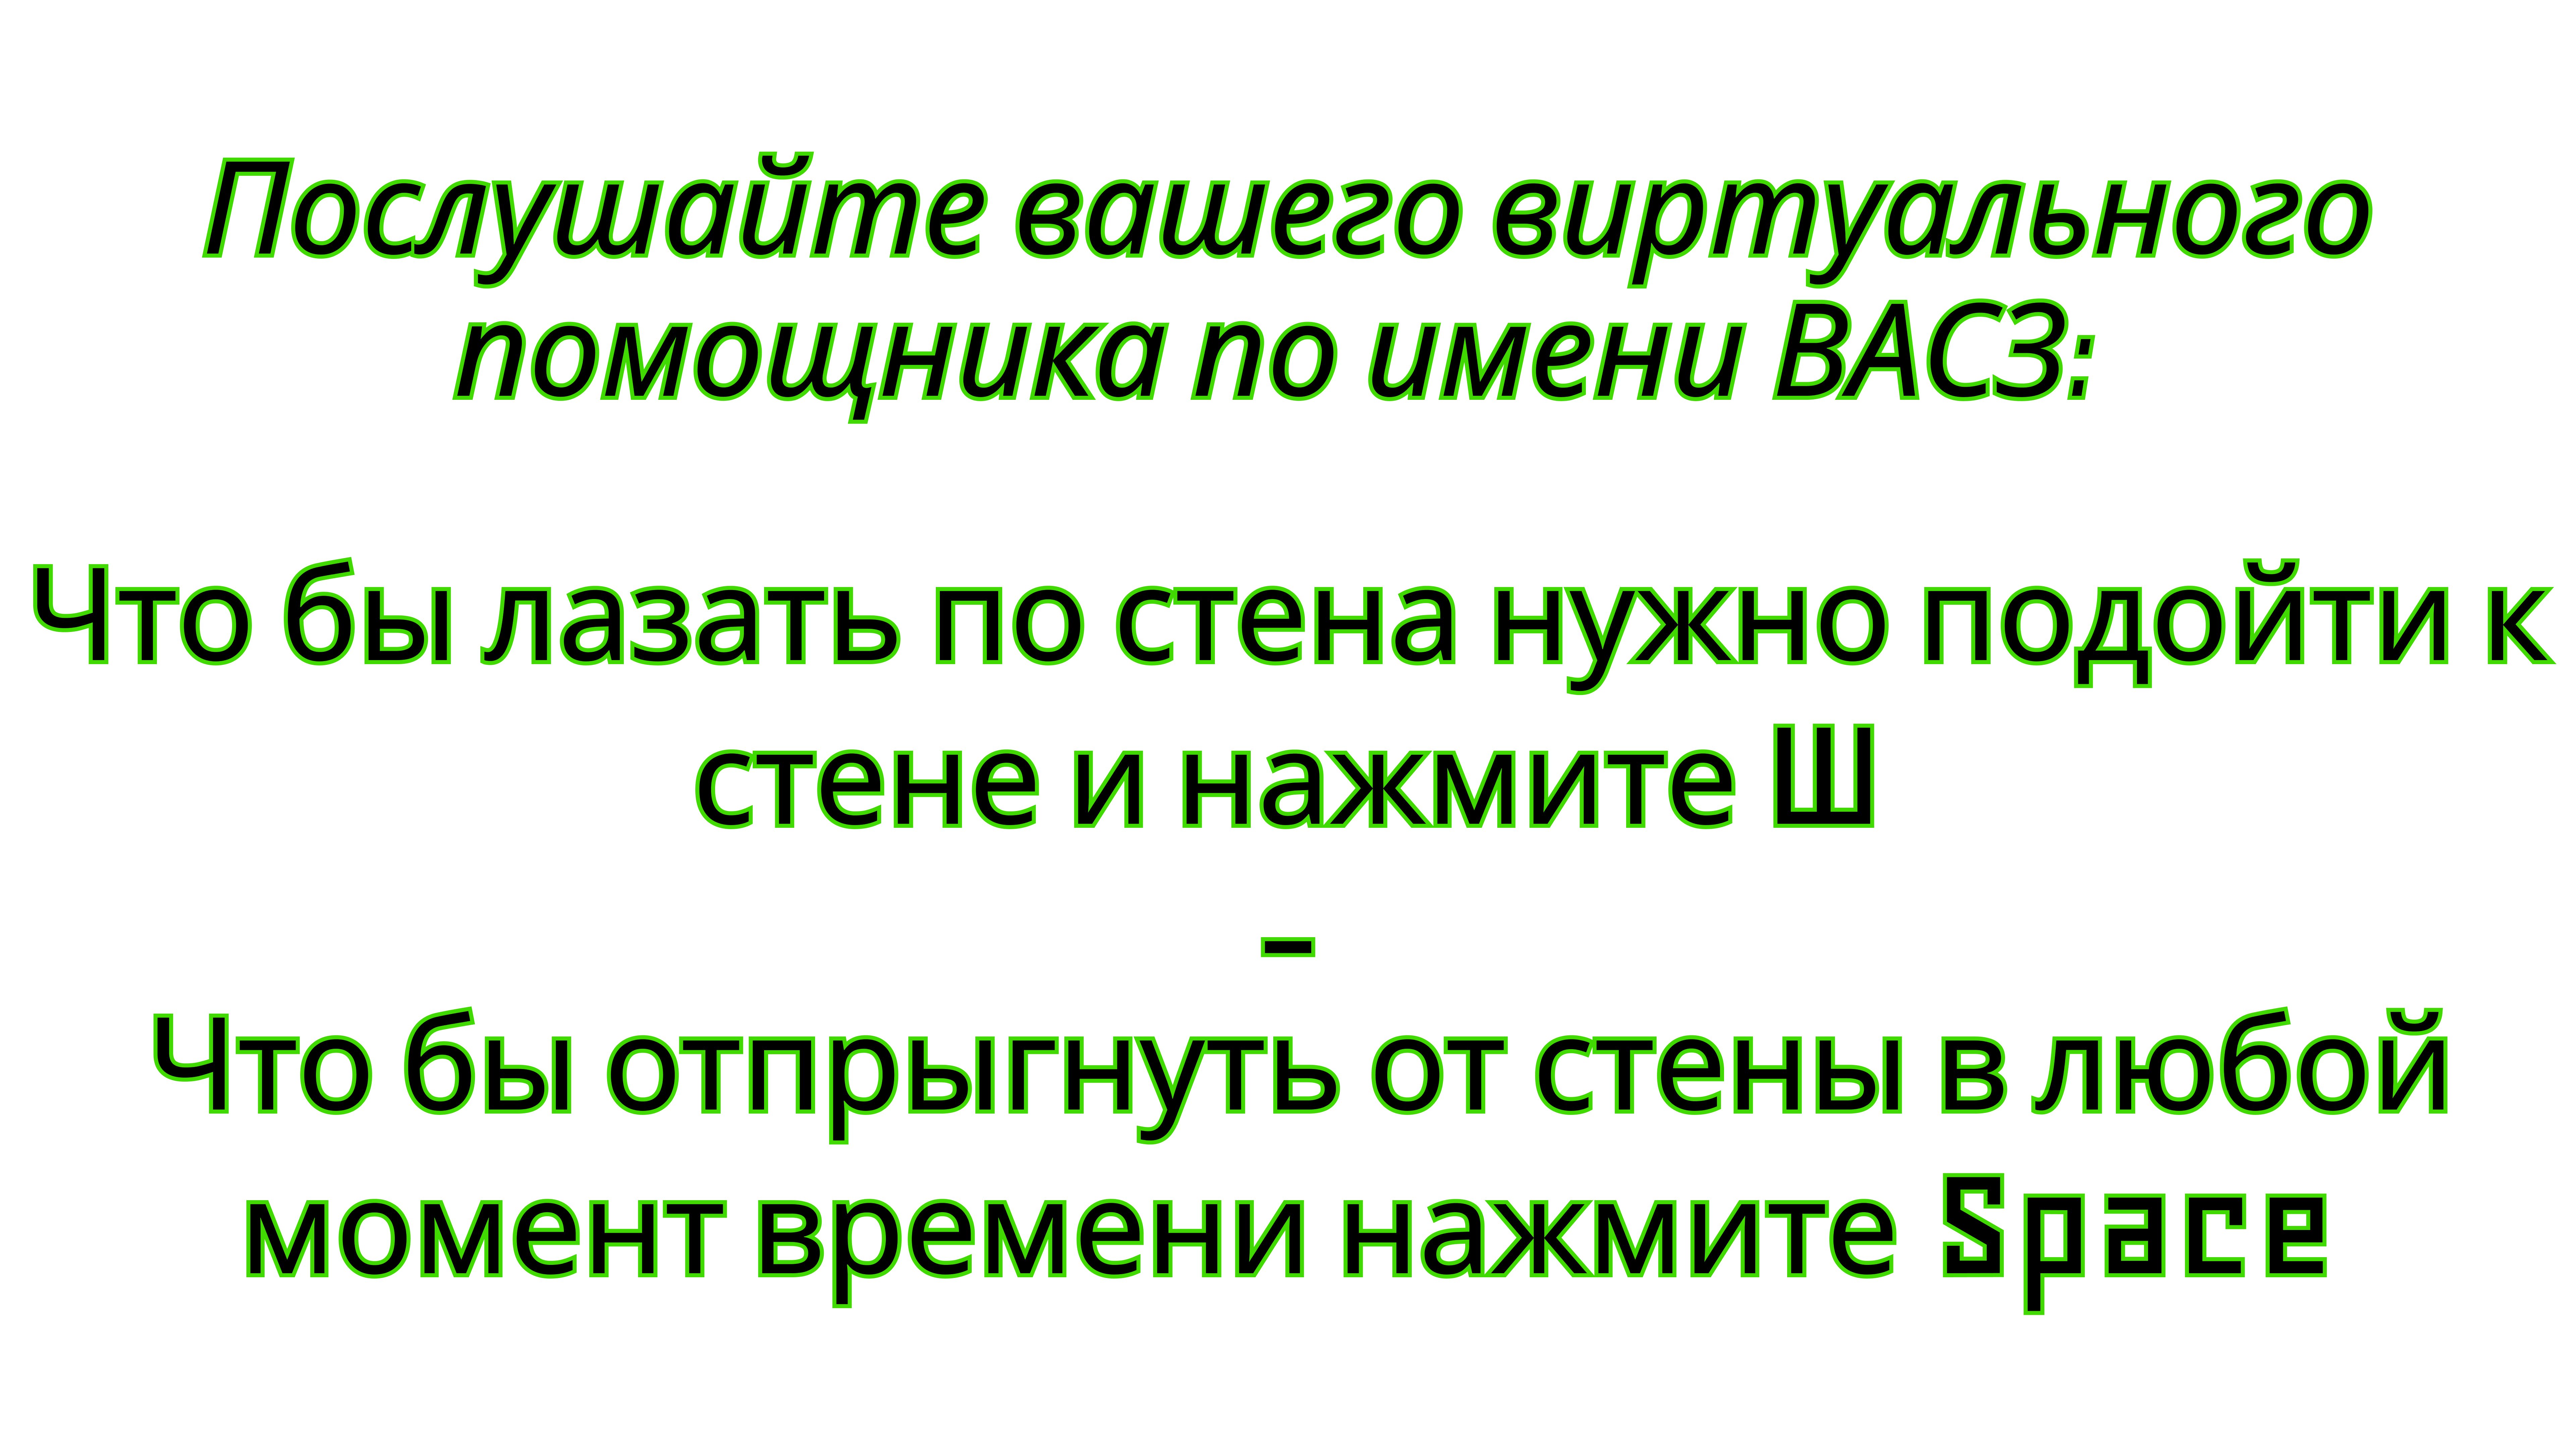 Послушайте вашего виртуального
помощника по имени ВАСЗ:
Что бы лазать по стена нужно подойти к
стене и нажмите Ш
–
Что бы отпрыгнуть от стены в любой
момент времени нажмите Space